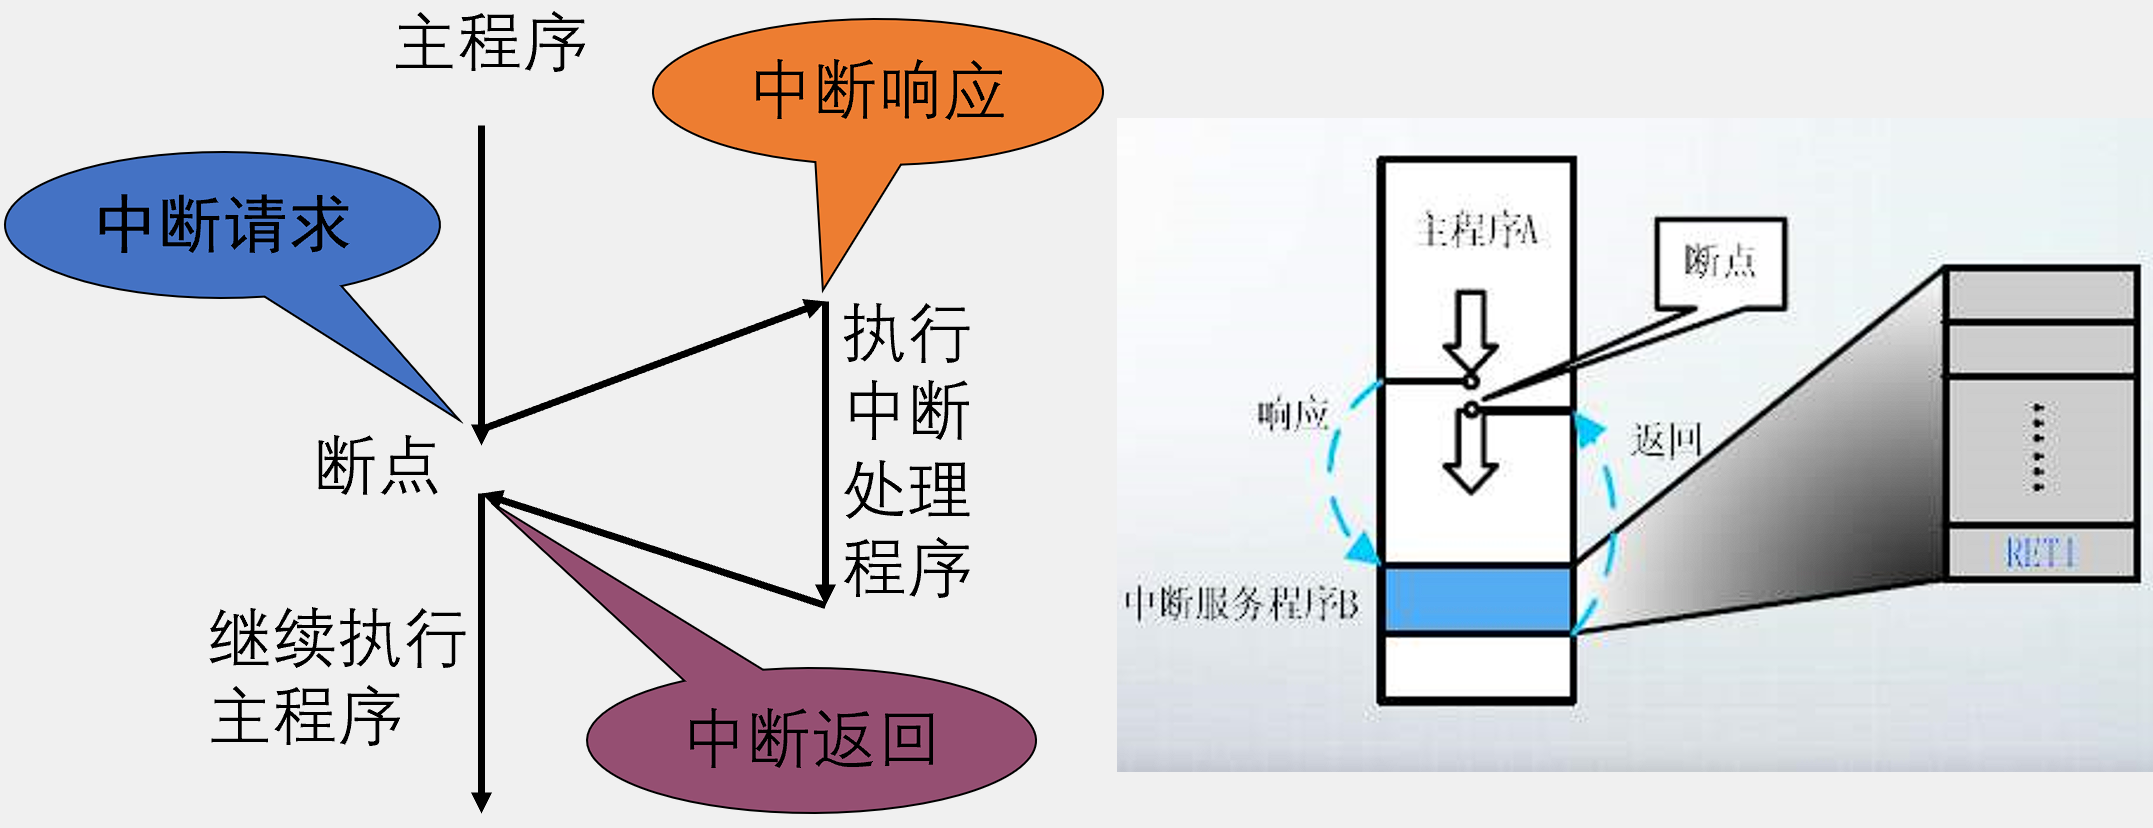 主程序
中断响应
中断请求
执行
中断
处理
程序
断点
继续执行
主程序
中断返回
主程序A
断点
响应
返回
中断服务程序B
RETI